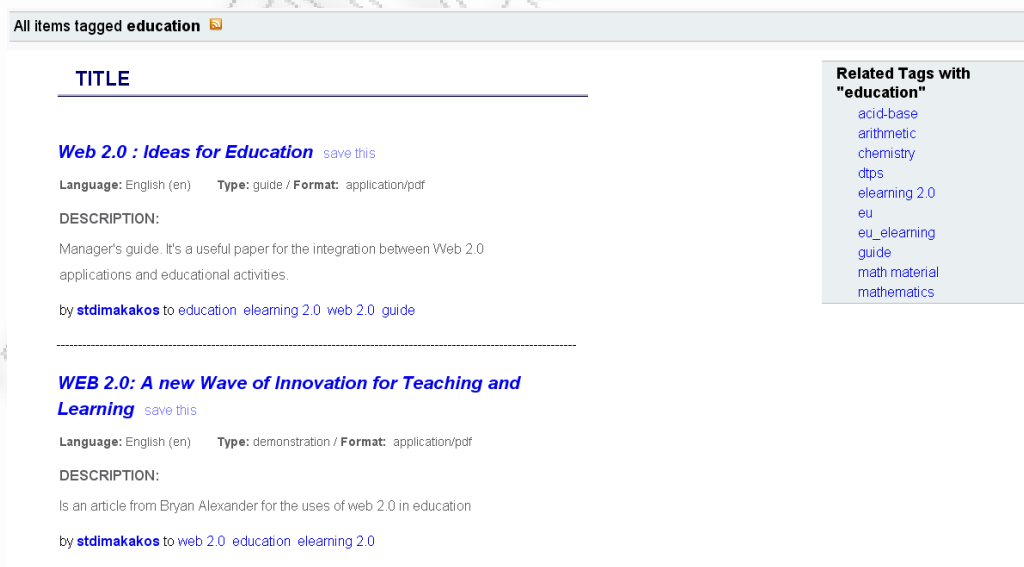 All items tagged education
TITLE
Web 2.0 : Ideas for Education save this
Language: English (en) Type: guide / Format: application/pdf
DESCRIPTION:
Manager's guide. It's a useful paper for the integration between Web 2.0
applications and educational activities.
by stdimakakos to education elearning 2.0 web 2.0 guide
------------------------------------------------------------------------------------------------------------------------
WEB 2.0: A new Wave of Innovation for Teaching and
Learning save this
Language: English (en) Type: demonstration / Format: application/pdf
DESCRIPTION:
Is an article from Bryan Alexander for the uses of web 2.0 in education
by stdimakakos to web 2.0 education elearning 2.0
Related Tags with
"education"
acid-base
arithmetic
chemistry
dtps
elearning 2.0
eu
eu_elearning
guide
math material
mathematics